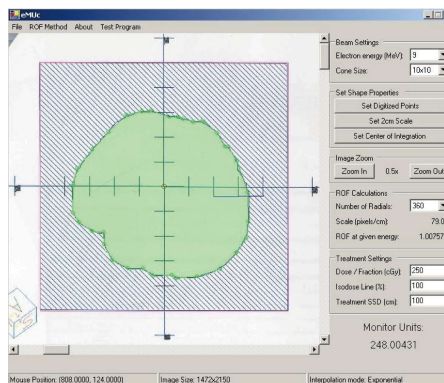 eMUc
File ROF Method About Test Program
Beam Settings
Electron energy (MeV): 9
Cone Size: 10x10
Set Shape Properties
Set Digitized Points
Set 2cm Scale
Set Center of Integration
Image Zoom
Zoom In 0.5x Zoom Out
ROF Calculations
Number of Radials: 360
Scale (pixels/cm): 79.0
ROF at given energy: 1.00757
Treatment Settings
Dose / Fraction (cGy): 250
Isodose Line (%): 100
Treatment SSD (cm): 100
Monitor Units:
248.00431
Mouse Position: (808.0000, 124.0000) Image Size: 1472x2150 Interpolation mode: Exponential